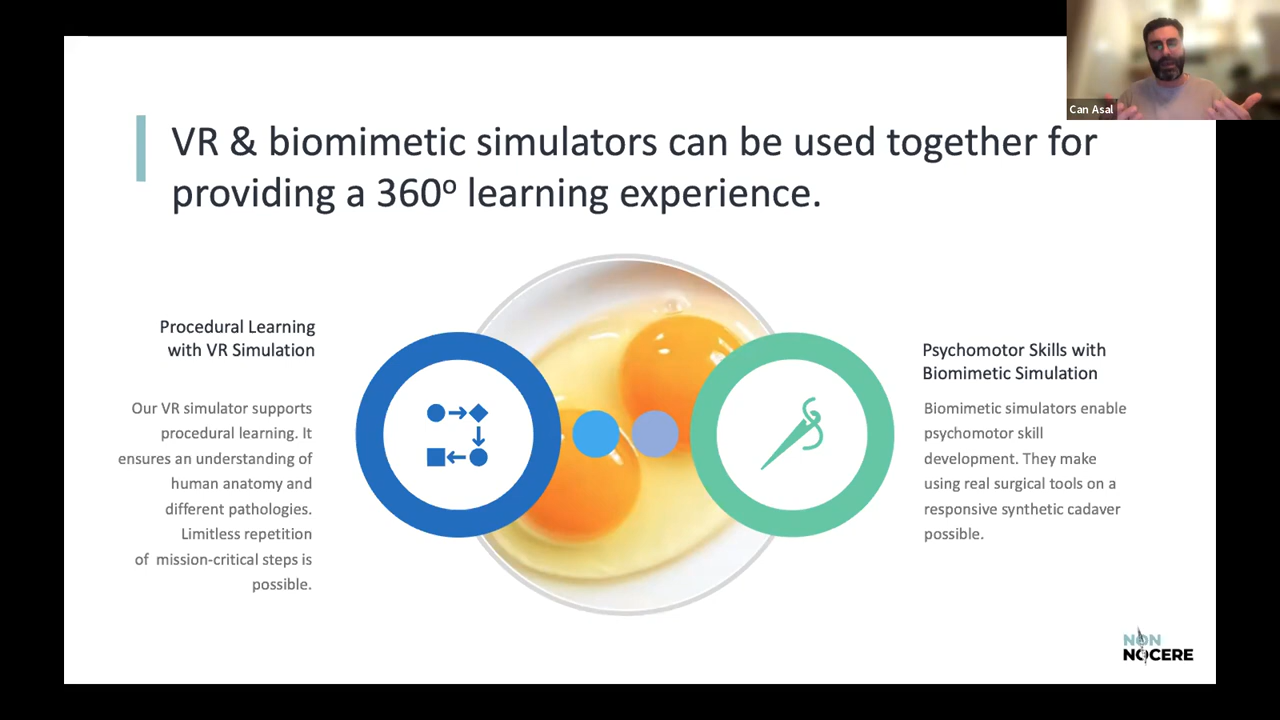 Can Asal
VR & biomimetic simulators can be used together for
providing a 360º learning experience.
Procedural Learning
with VR Simulation
Our VR simulator supports
procedural learning. It
ensures an understanding of
human anatomy and
different pathologies.
Limitless repetition
of mission-critical steps is
possible.
Psychomotor Skills with
Biomimetic Simulation
Biomimetic simulators enable
psychomotor skill
development. They make
using real surgical tools on a
responsive synthetic cadaver
possible.
NON
NOCERE